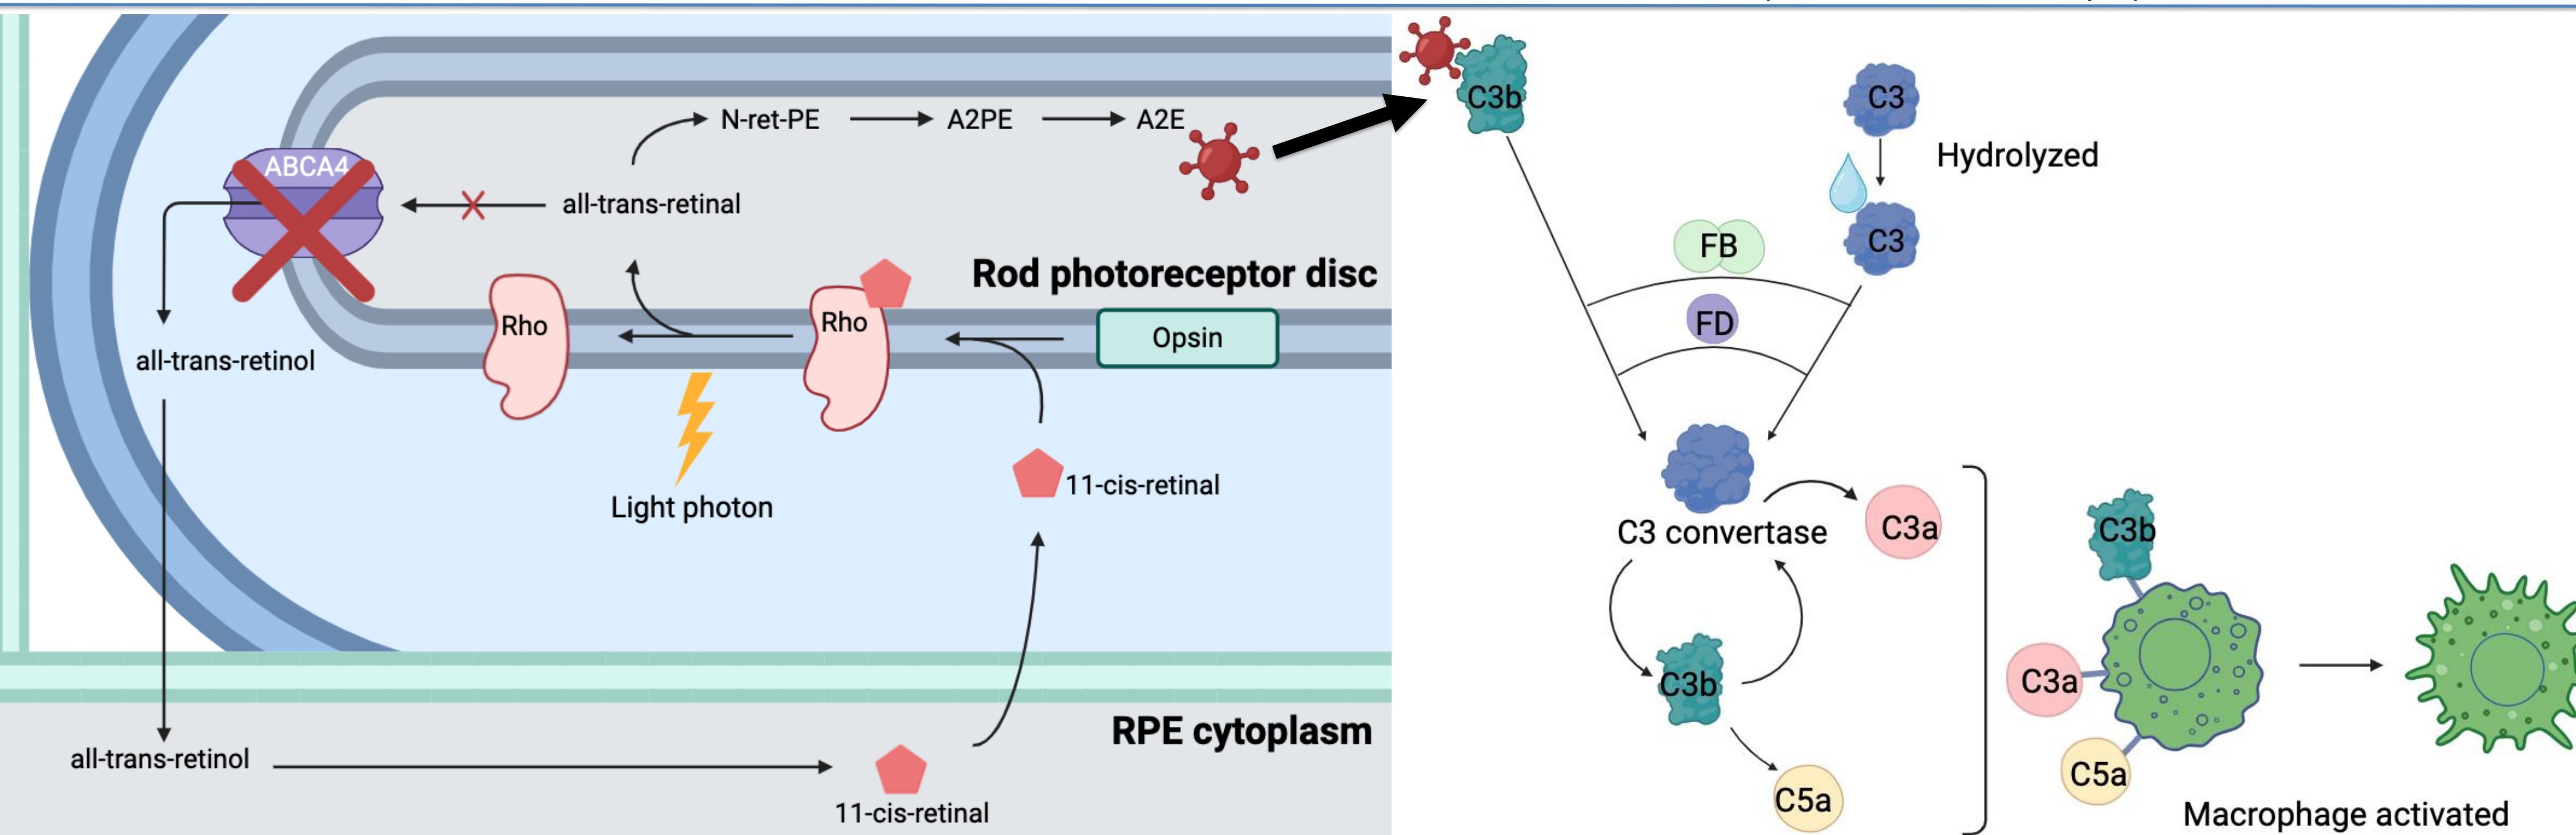 N-ret-PE
A2PE
A2E
ABCA4
all-trans-retinal
Rod photoreceptor disc
Rho
Rho
Opsin
all-trans-retinol
Light photon
11-cis-retinal
RPE cytoplasm
all-trans-retinol
11-cis-retinal
C3b
C3
Hydrolyzed
C3
FB
FD
C3 convertase
C3a
C3b
C5a
C3b
C3a
C5a
Macrophage activated